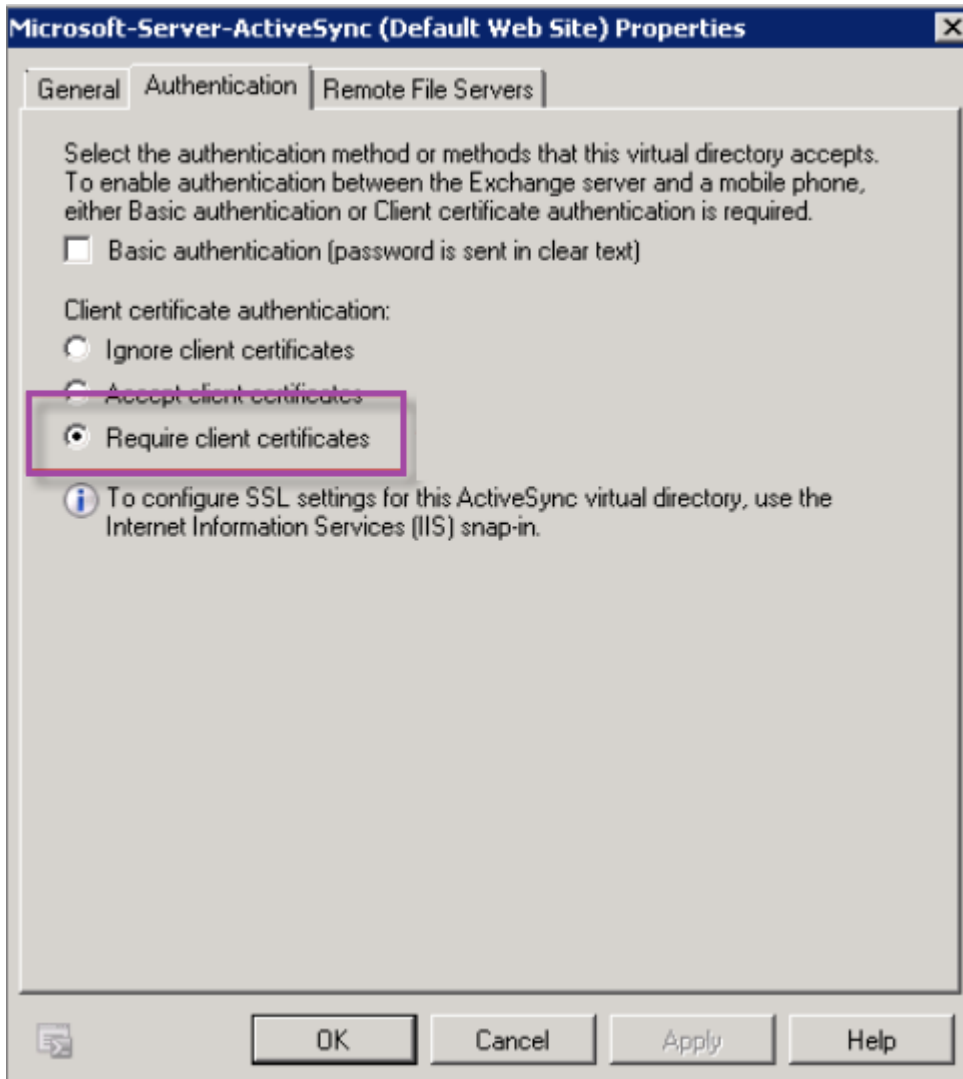 Microsoft-Server-ActiveSync (Default Web Site) Properties
General
Authentication
Remote File Servers
Select the authentication method or methods that this virtual directory accepts.
To enable authentication between the Exchange server and a mobile phone,
either Basic authentication or Client certificate authentication is required.
Basic authentication (password is sent in clear text)
Client certificate authentication:
Ignore client certificates
Accept client certificates
Require client certificates
To configure SSL settings for this ActiveSync virtual directory, use the
Internet Information Services (IIS) snap-in.
OK
Cancel
Apply
Help